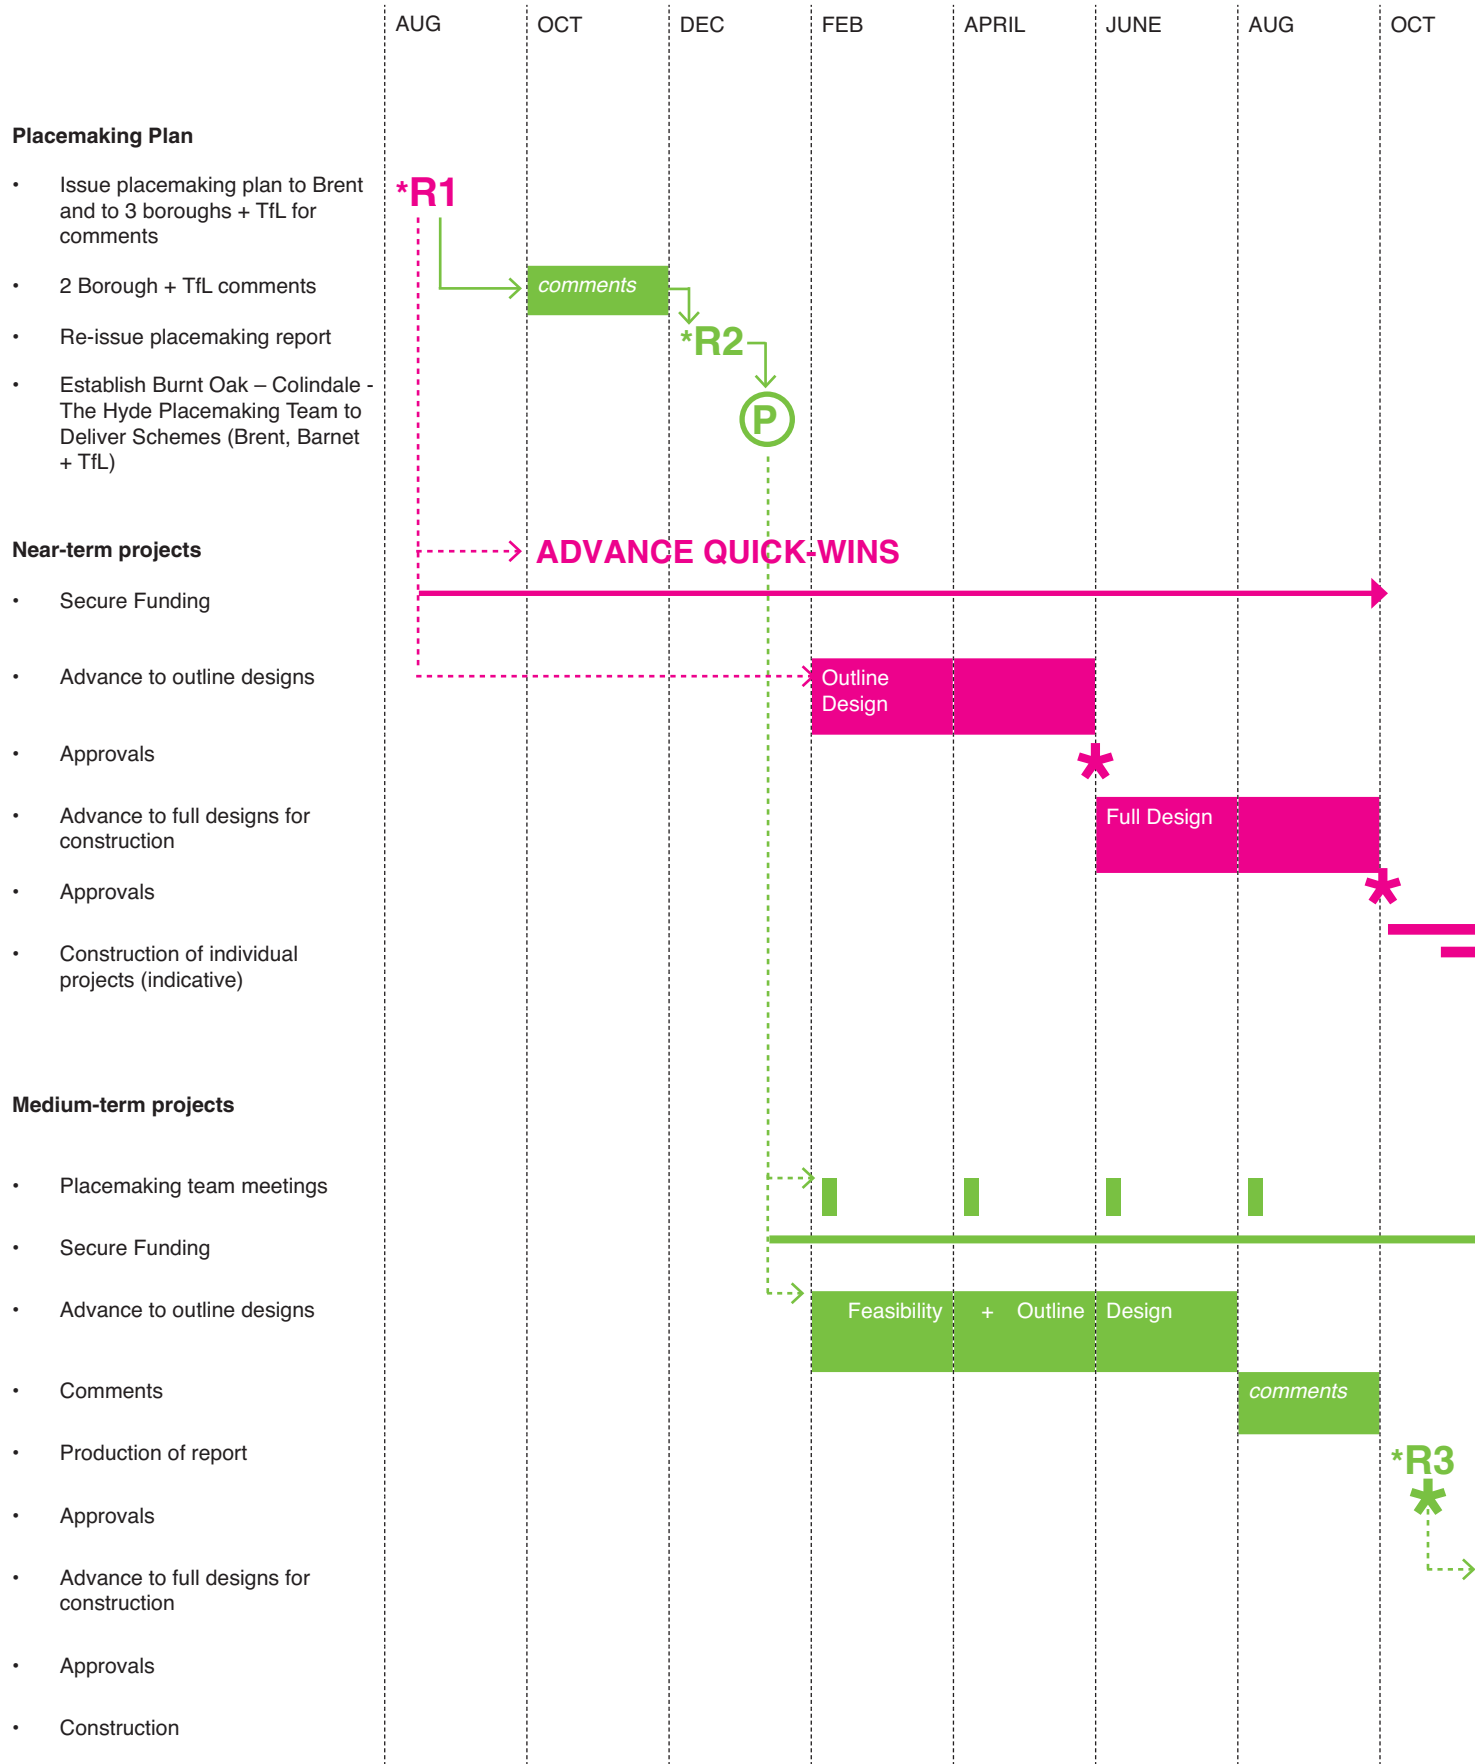 AUG OCT DEC FEB APRIL JUNE AUG OCT
Placemaking Plan
• Issue placemaking plan to Brent
and to 3 boroughs + TfL for
comments
*R1
• 2 Borough + TfL comments
comments
• Re-issue placemaking report
*R2
• Establish Burnt Oak – Colindale -
The Hyde Placemaking Team to
Deliver Schemes (Brent, Barnet
+ TfL)
P
Near-term projects
ADVANCE QUICK-WINS
• Secure Funding
• Advance to outline designs
Outline
Design
• Approvals
*
• Advance to full designs for
construction
Full Design
• Approvals
*
• Construction of individual
projects (indicative)
Medium-term projects
• Placemaking team meetings
• Secure Funding
• Advance to outline designs
Feasibility + Outline Design
• Comments
comments
• Production of report
*R3
• Approvals
*
• Advance to full designs for
construction
• Approvals
• Construction